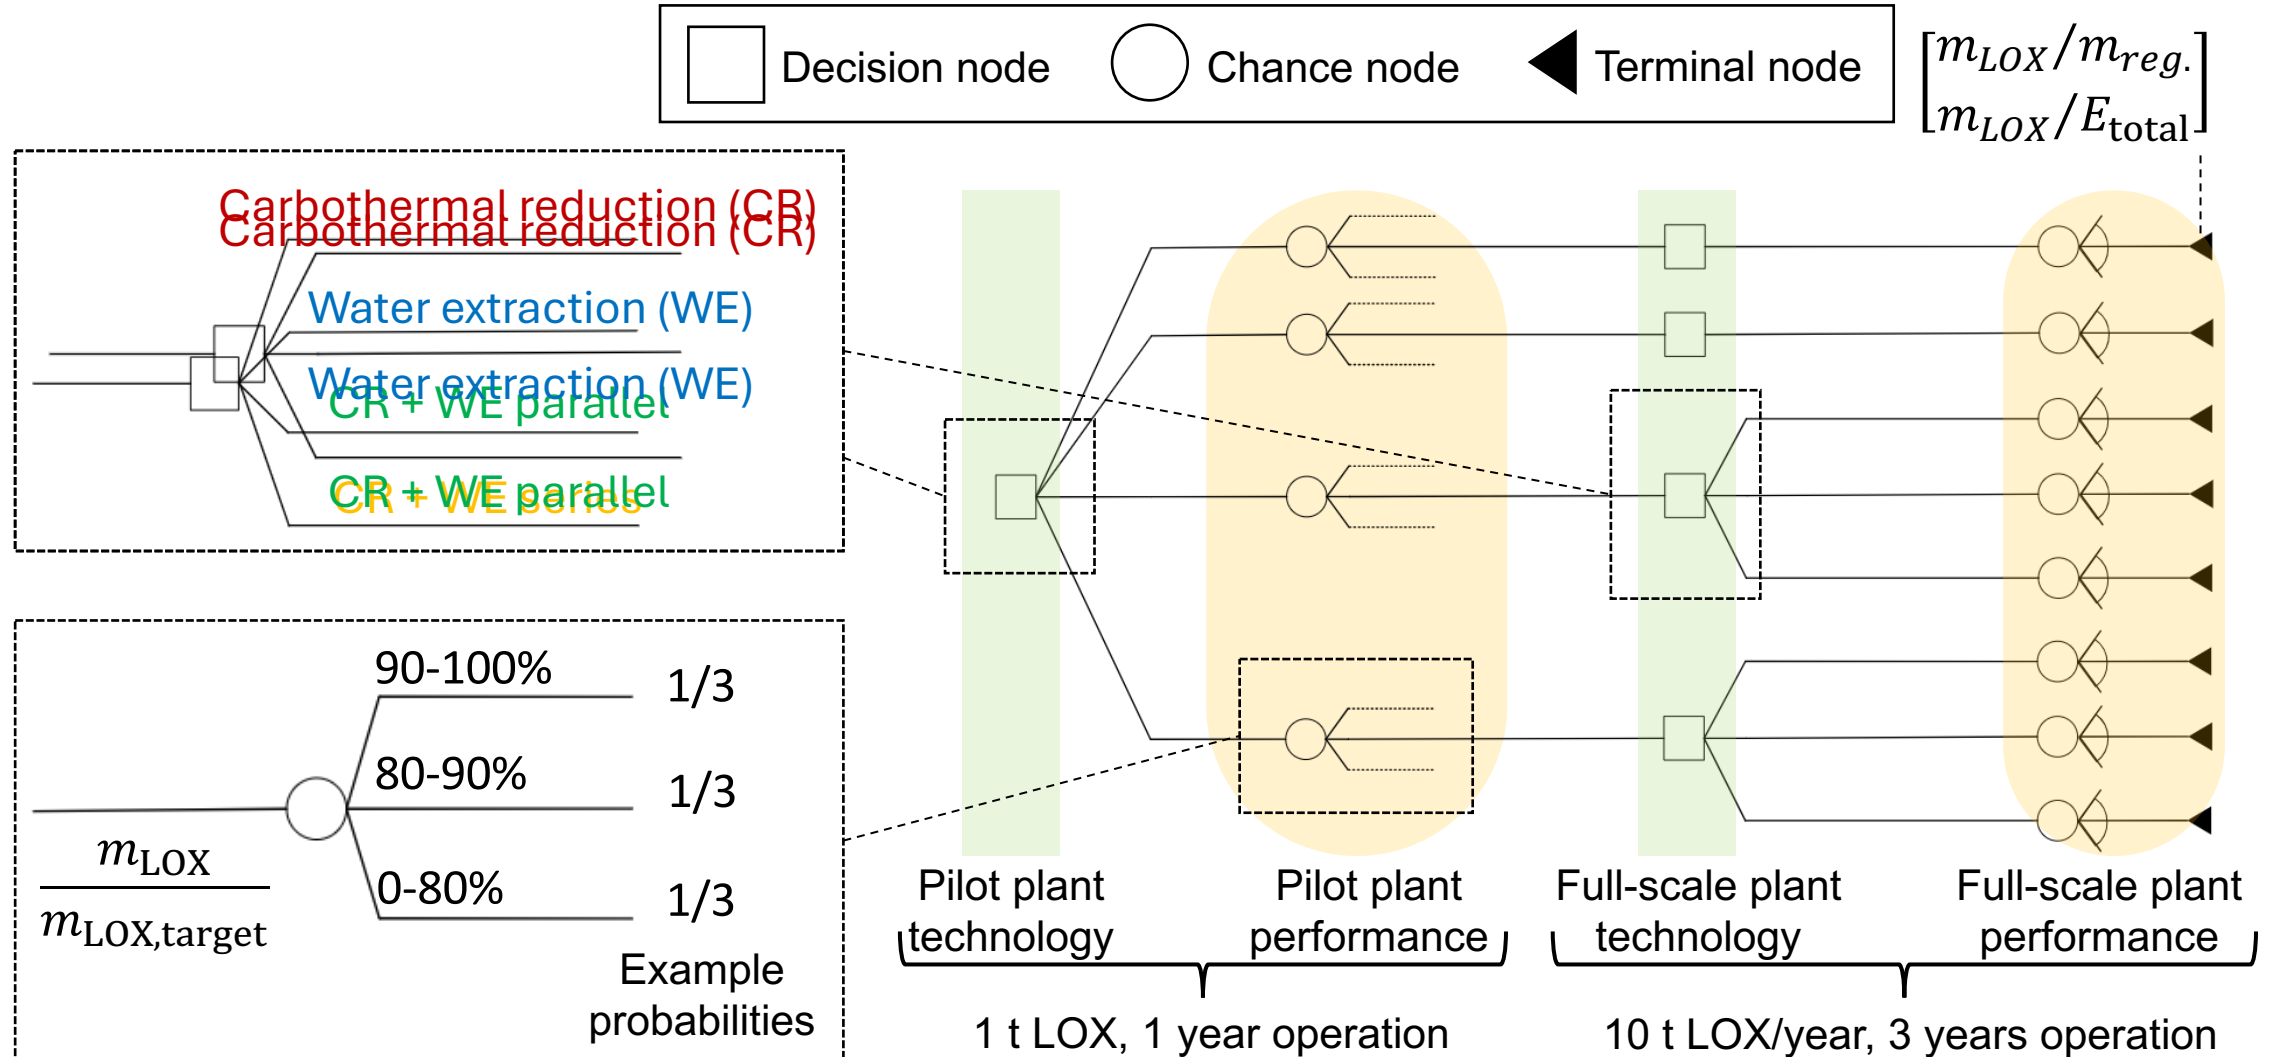 Decision node
Chance node
Terminal node
[m_LOX/m_reg.
m_LOX/E_total]
Carbothermal reduction (CR)
Carbothermal reduction (CR)
Water extraction (WE)
Water extraction (WE)
CR + WE parallel
CR + WE parallel
CR + WE series
90-100%
1/3
80-90%
1/3
0-80%
1/3
m_LOX
m_LOX,target
Example
probabilities
Pilot plant
technology
Pilot plant
performance
Full-scale plant
technology
Full-scale plant
performance
1 t LOX, 1 year operation
10 t LOX/year, 3 years operation